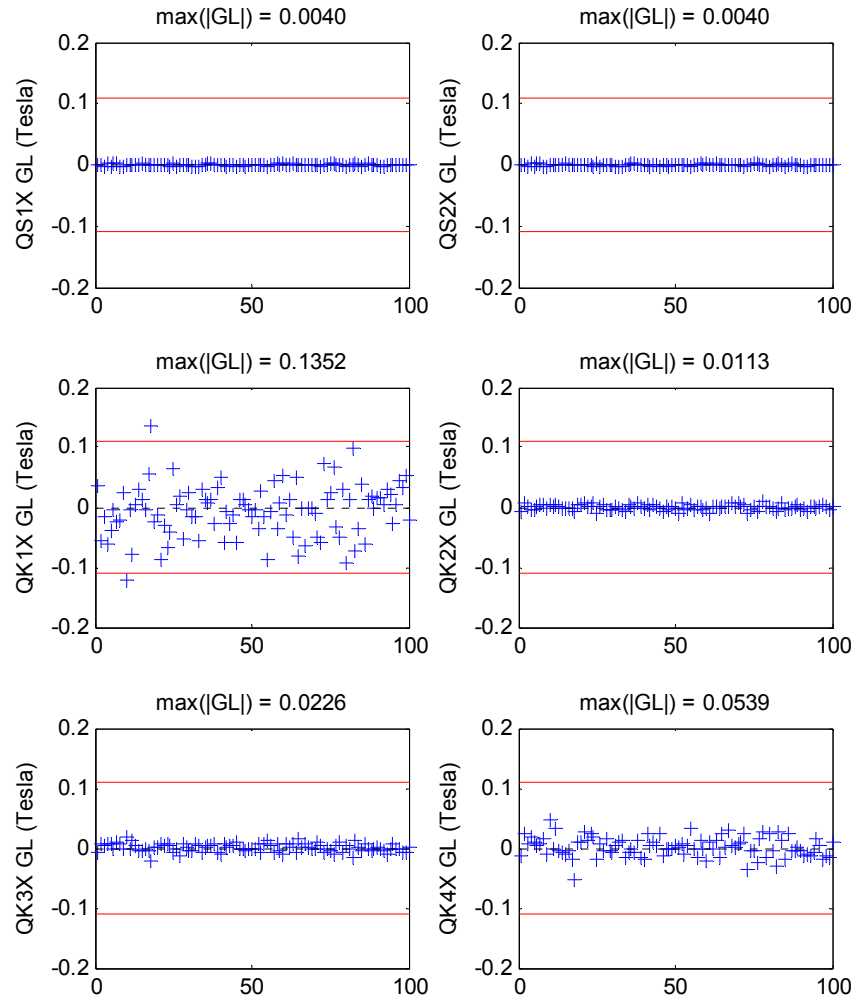 max(|GL|) = 0.0040
QS1X GL (Tesla)
0.2
0.1
0
-0.1
-0.2
0 50 100
max(|GL|) = 0.0040
QS2X GL (Tesla)
0.2
0.1
0
-0.1
-0.2
0 50 100
max(|GL|) = 0.1352
QK1X GL (Tesla)
0.2
0.1
0
-0.1
-0.2
0 50 100
max(|GL|) = 0.0113
QK2X GL (Tesla)
0.2
0.1
0
-0.1
-0.2
0 50 100
max(|GL|) = 0.0226
QK3X GL (Tesla)
0.2
0.1
0
-0.1
-0.2
0 50 100
max(|GL|) = 0.0539
QK4X GL (Tesla)
0.2
0.1
0
-0.1
-0.2
0 50 100